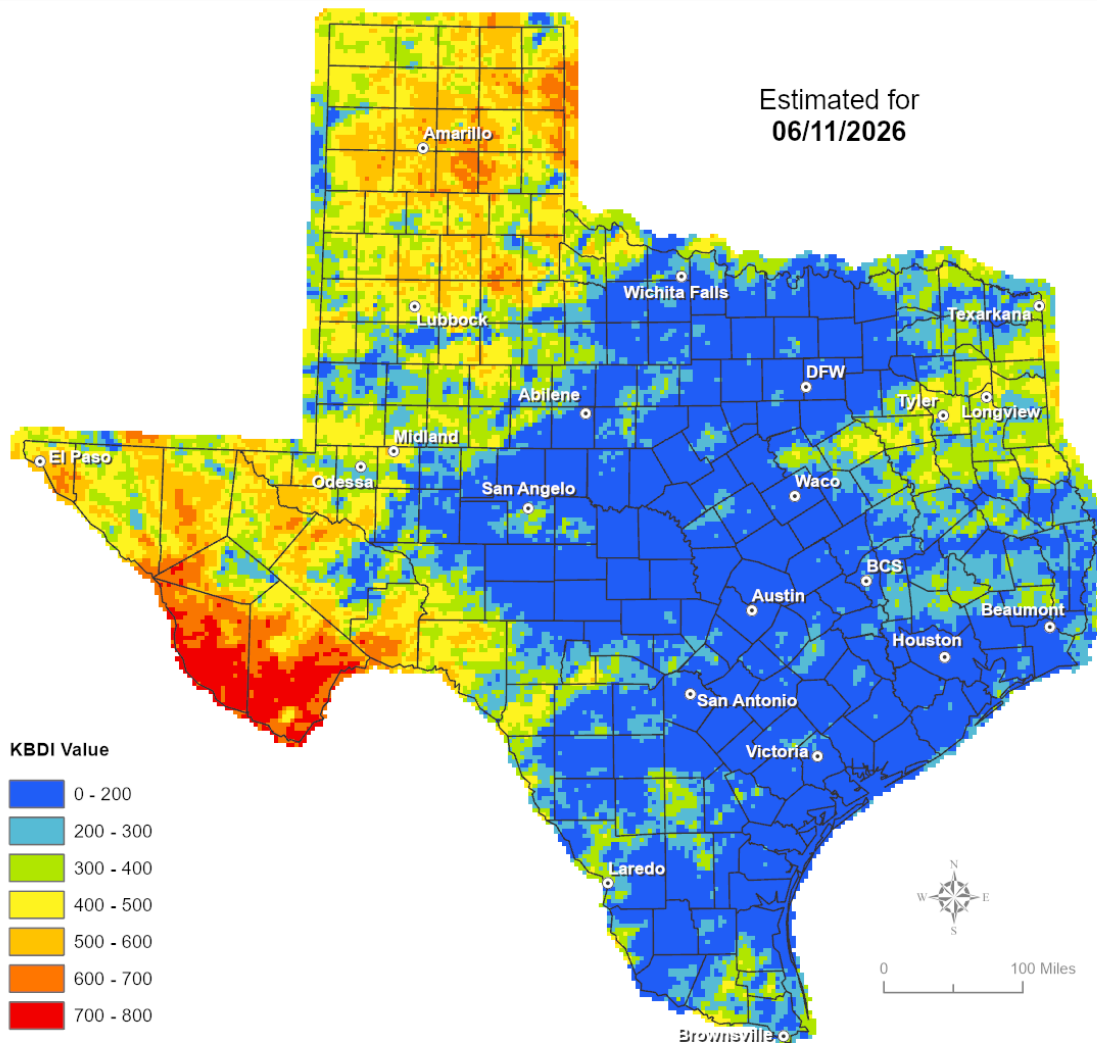 Estimated for
06/11/2026
Amarillo
Wichita Falls
Lubbock
Texarkana
DFW
Abilene
Tyler
Longview
Midland
El Paso
Odessa
San Angelo
Waco
BCS
Austin
Beaumont
Houston
San Antonio
Victoria
KBDI Value
0 - 200
200 - 300
300 - 400
400 - 500
500 - 600
600 - 700
700 - 800
Laredo
N
W
E
S
0
100 Miles
Brownsville